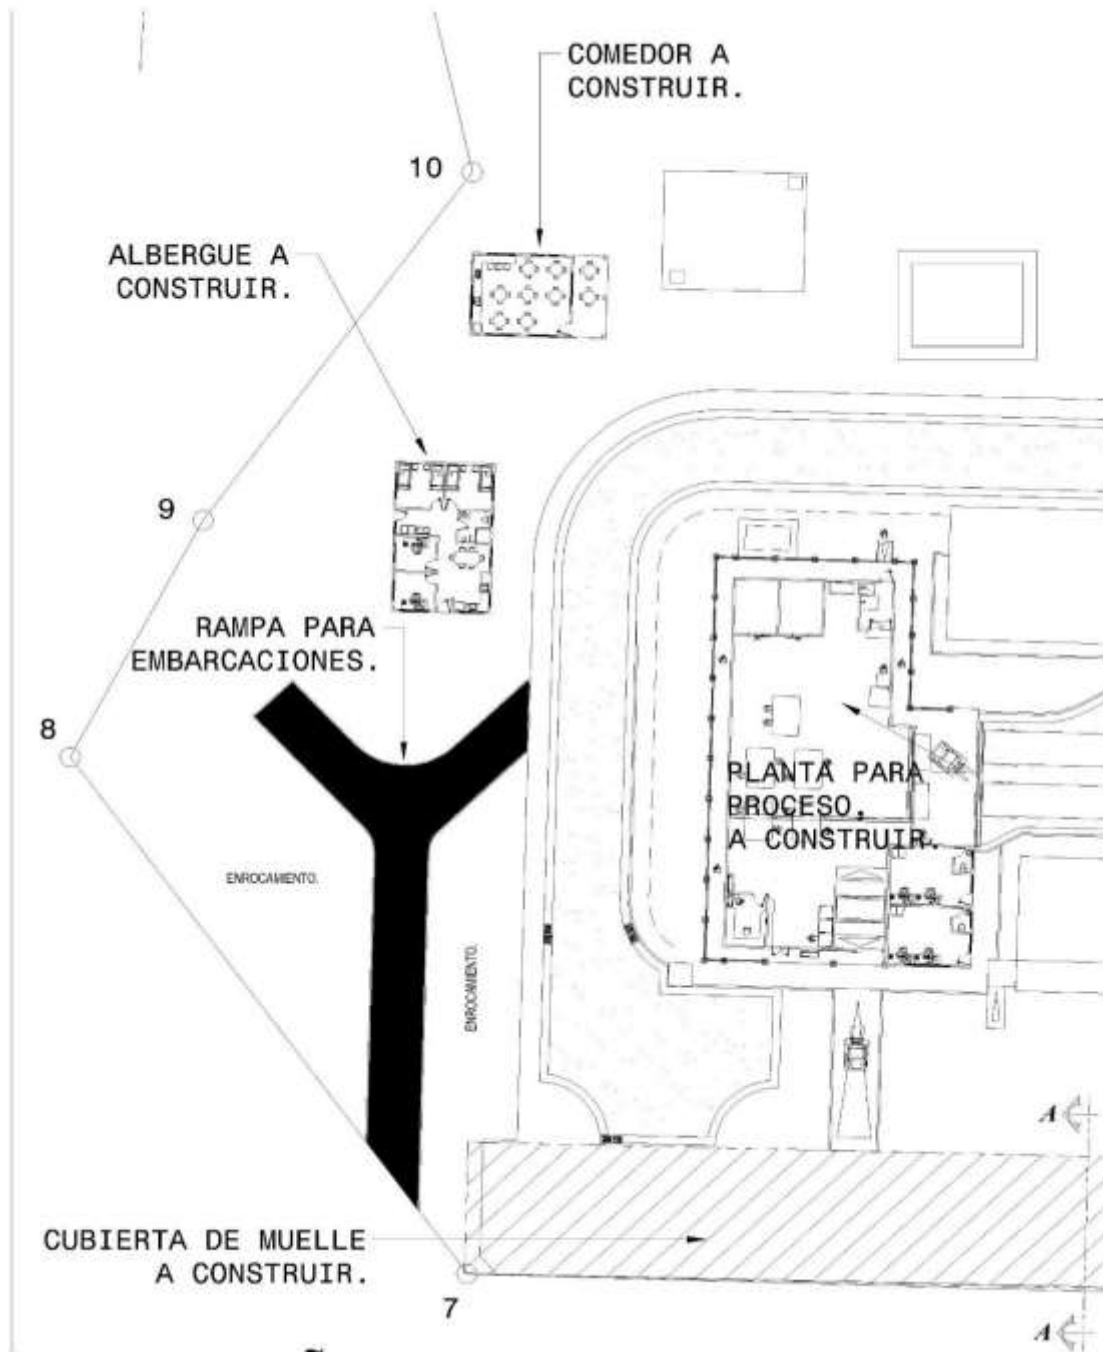 COMEDOR A
CONSTRUIR.
10
ALBERGUE A
CONSTRUIR.
9
RAMPA PARA
EMBARCACIONES.
8
PLANTA PARA
PROCESO.
A CONSTRUIR.
ENROCAMIENTO.
ENROCAMIENTO.
A
CUBIERTA DE MUELLE
A CONSTRUIR.
7
A